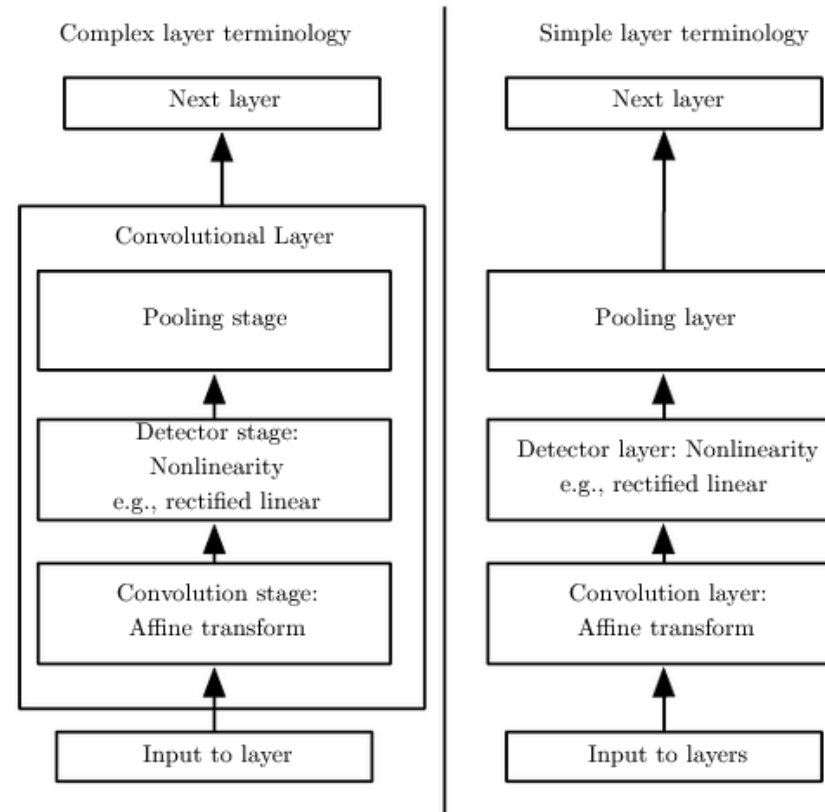 Complex layer terminology
Next layer
Convolutional Layer
Pooling stage
Detector stage:
Nonlinearity
e.g., rectified linear
Convolution stage:
Affine transform
Input to layer
Simple layer terminology
Next layer
Pooling layer
Detector layer: Nonlinearity
e.g., rectified linear
Convolution layer:
Affine transform
Input to layers